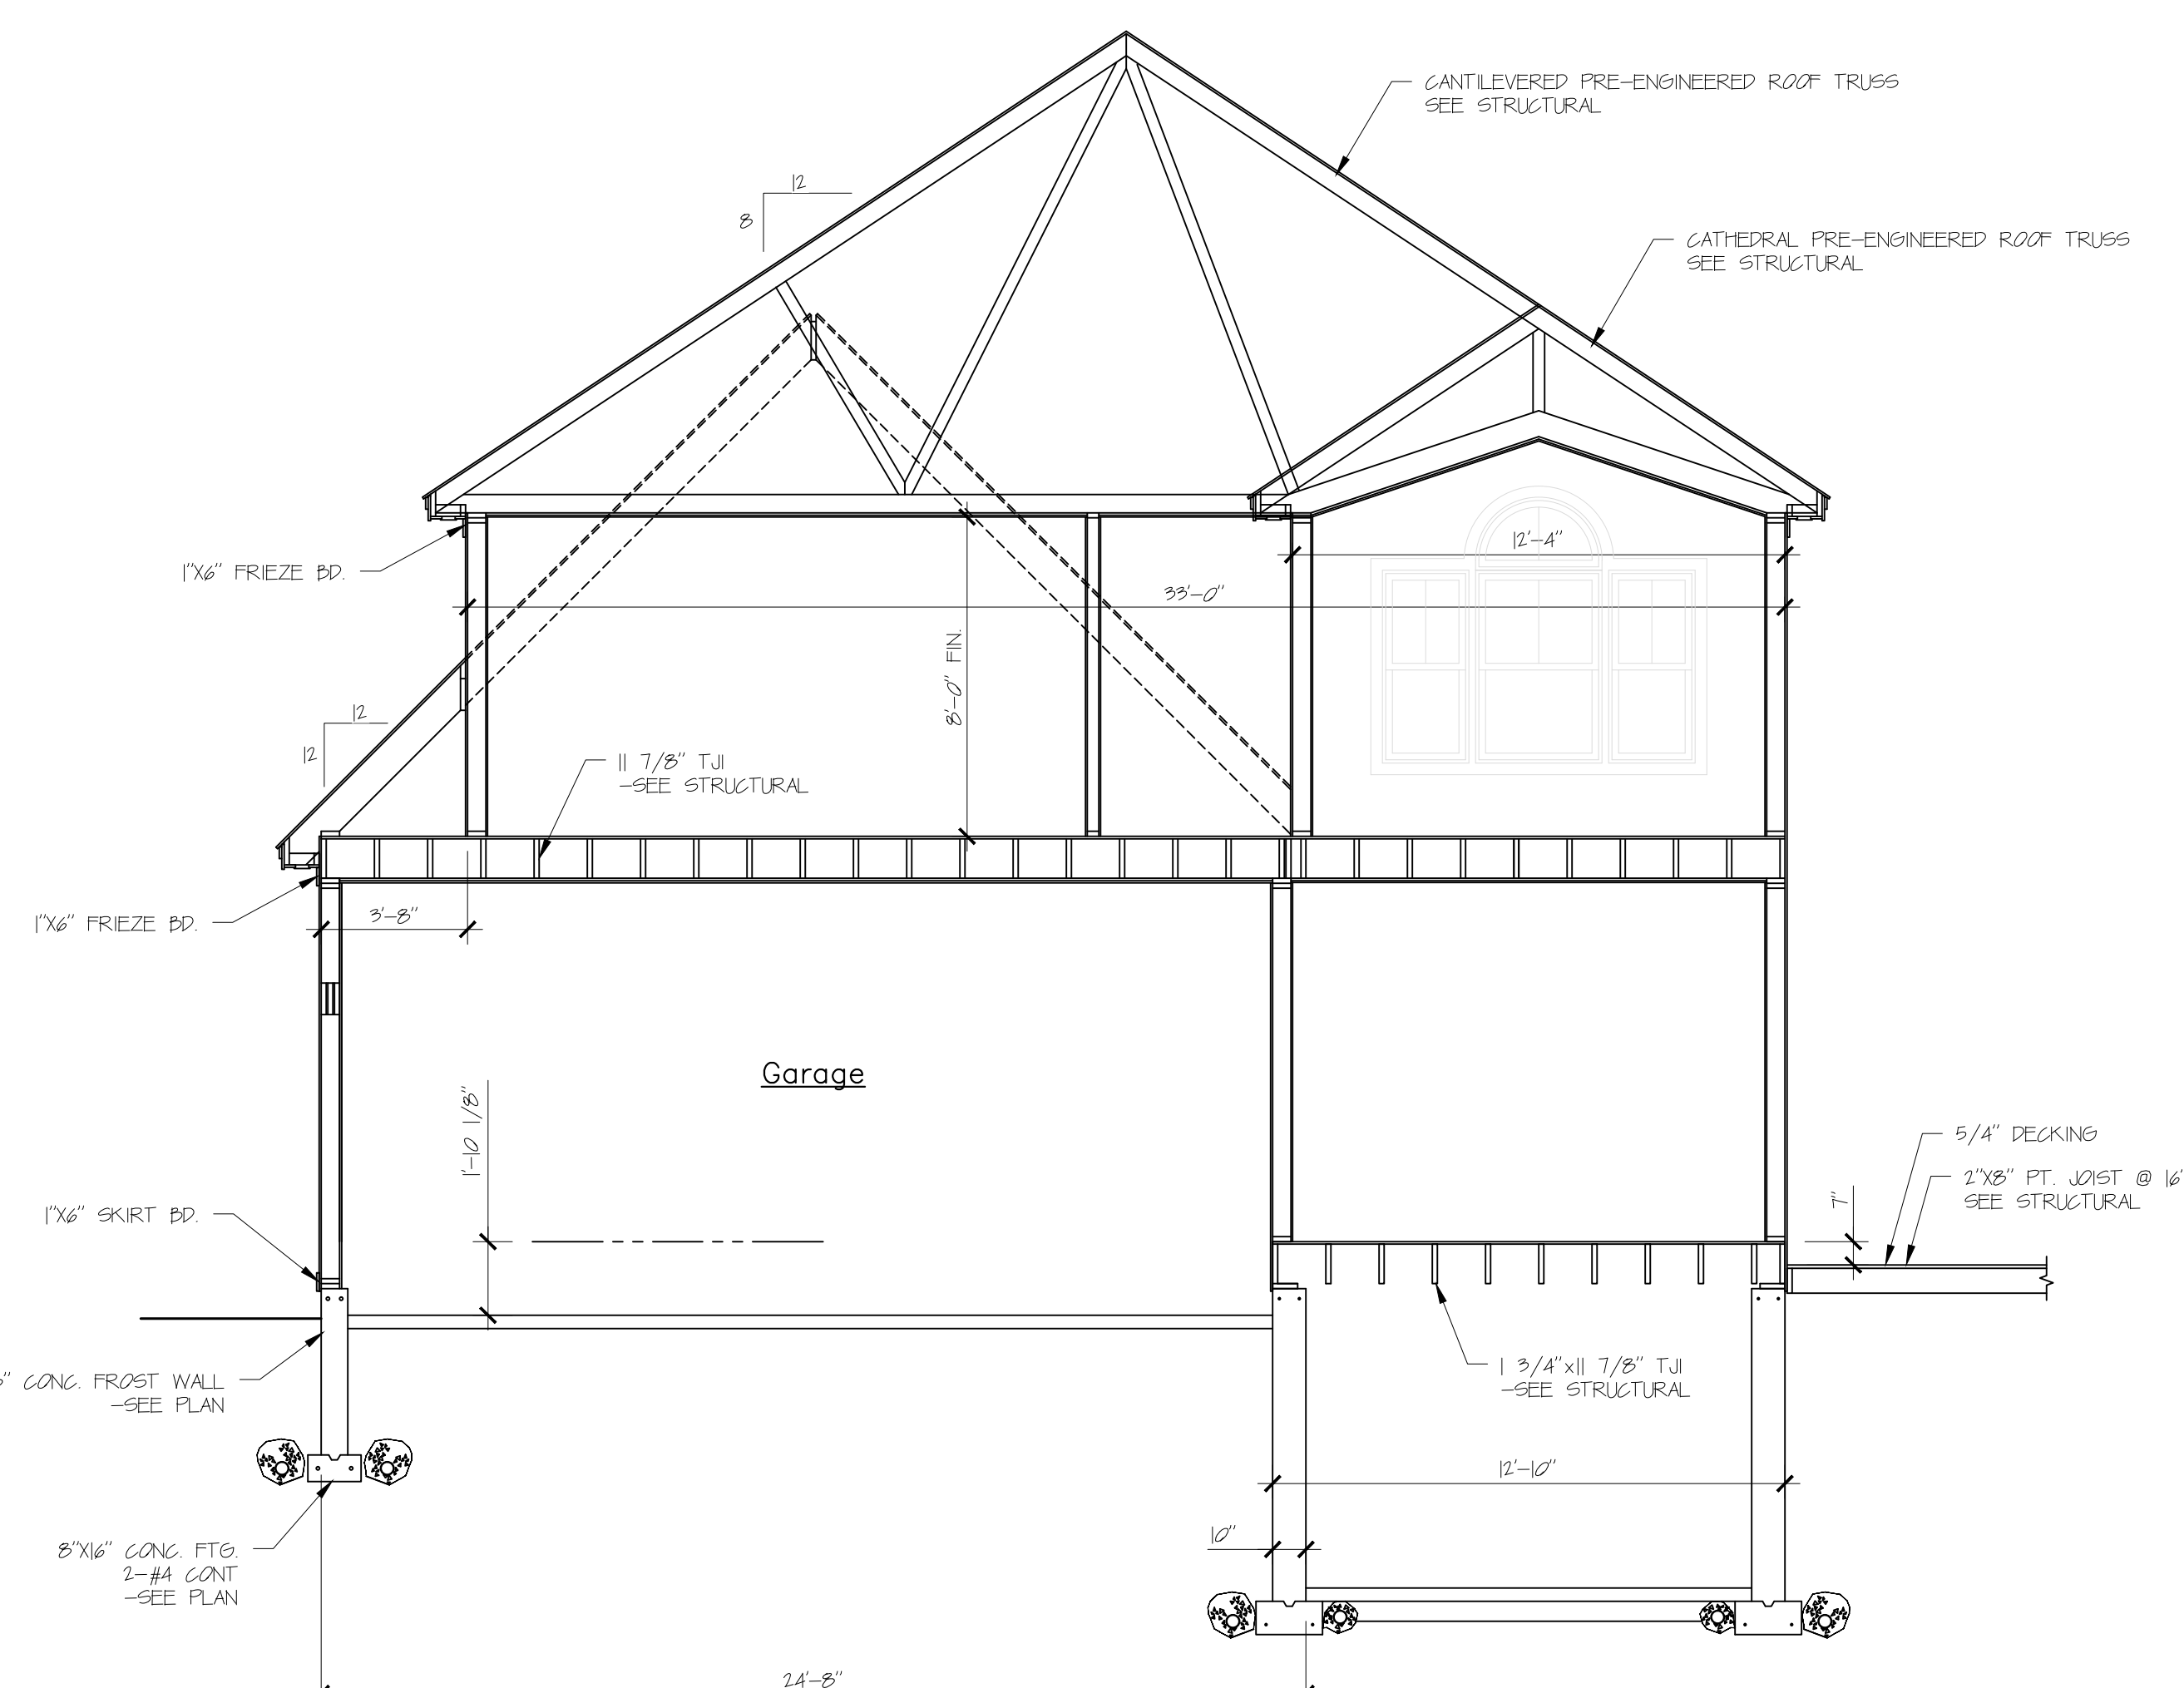 CANTILEVERED PRE-ENGINEERED ROOF TRUSS
SEE STRUCTURAL
12
8
CATHEDRAL PRE-ENGINEERED ROOF TRUSS
SEE STRUCTURAL
12'-4"
1"X6" FRIEZE BD.
33'-0"
8'-0" FIN.
12
12
11 7/8" TJI
-SEE STRUCTURAL
3'-8"
1"X6" FRIEZE BD.
Garage
1'-10 1/8"
5/4" DECKING
2"X8" PT. JOIST @ 16"
SEE STRUCTURAL
7"
1"X6" SKIRT BD.
1 3/4"x11 7/8" TJI
-SEE STRUCTURAL
CONC. FROST WALL
-SEE PLAN
12'-10"
10"
8"X16" CONC. FTG.
2-#4 CONT
-SEE PLAN
24'-8"